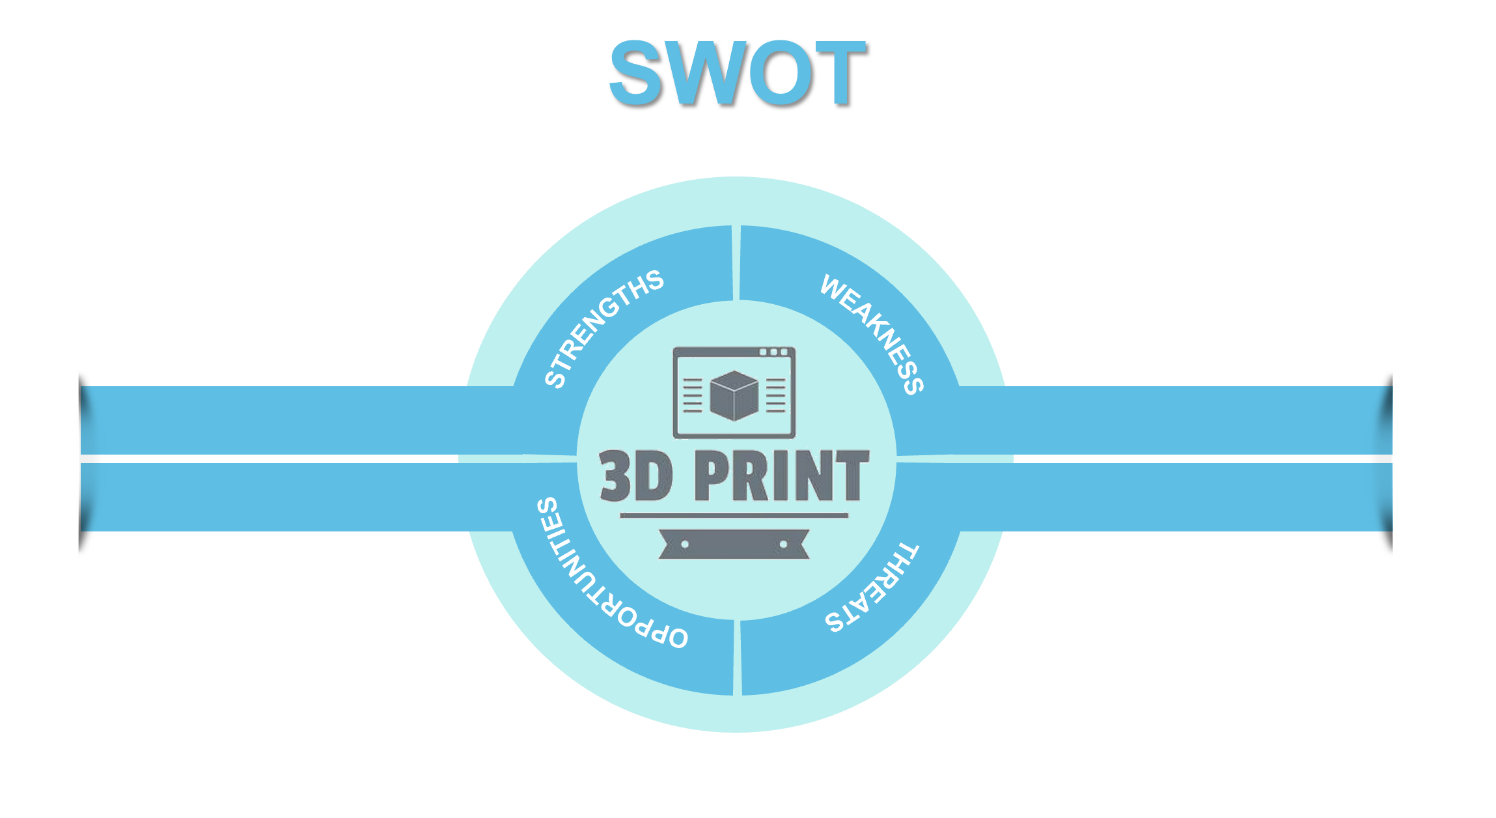 SWOT
STRENGTHS
WEAKNESS
3D PRINT
OPPORTUNITIES
THREATS